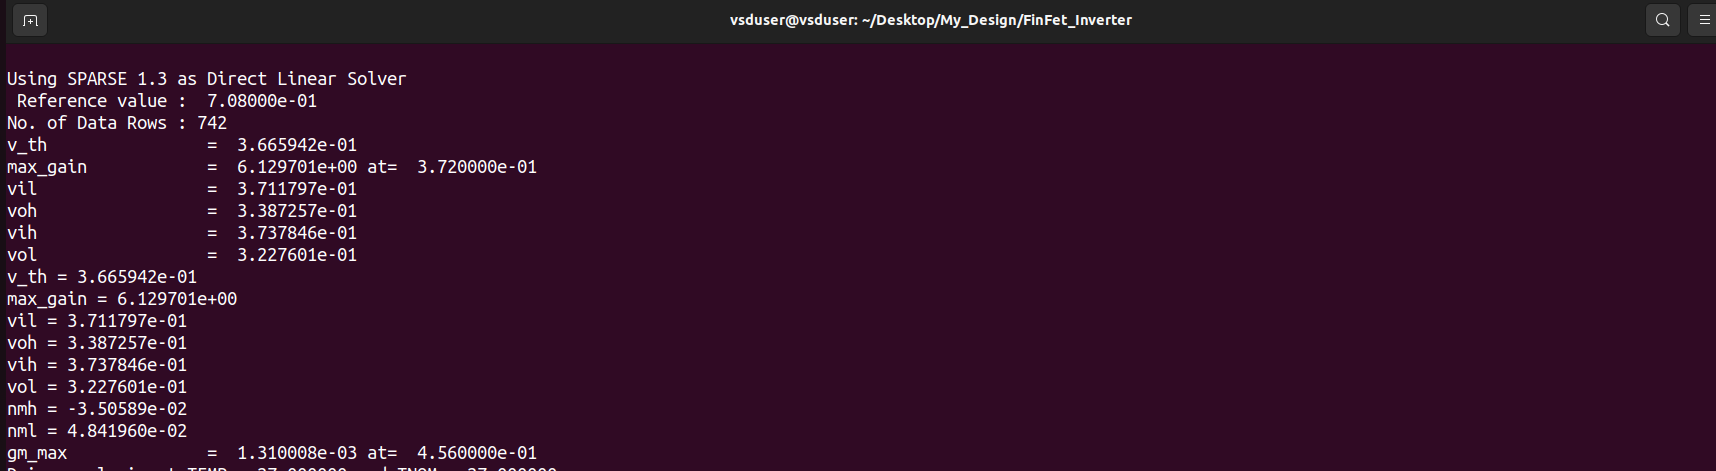 vsduser@vsduser: ~/Desktop/My_Design/FinFet_Inverter
Using SPARSE 1.3 as Direct Linear Solver
Reference value :  7.08000e-01
No. of Data Rows : 742
v_th                =  3.665942e-01
max_gain            =  6.129701e+00 at=  3.720000e-01
vil                 =  3.711797e-01
voh                 =  3.387257e-01
vih                 =  3.737846e-01
vol                 =  3.227601e-01
v_th = 3.665942e-01
max_gain = 6.129701e+00
vil = 3.711797e-01
voh = 3.387257e-01
vih = 3.737846e-01
vol = 3.227601e-01
nmh = -3.50589e-02
nml = 4.841960e-02
gm_max              =  1.310008e-03 at=  4.560000e-01